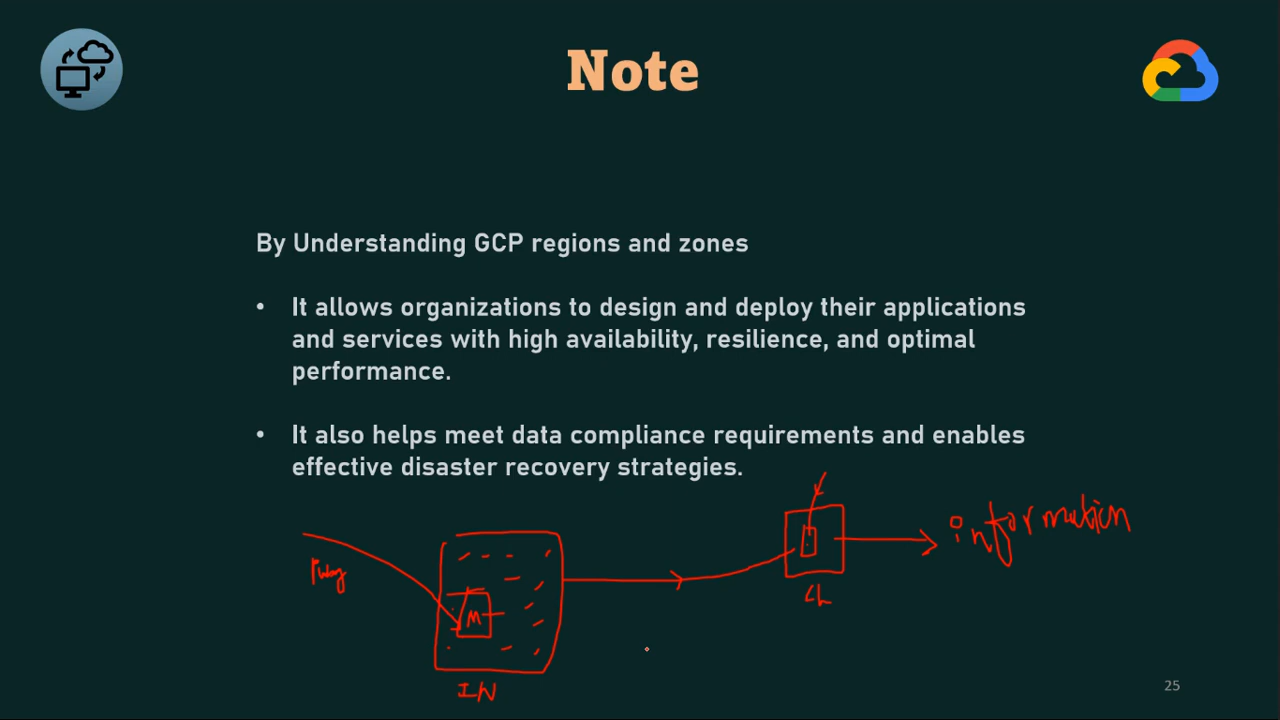 Note
By Understanding GCP regions and zones
• It allows organizations to design and deploy their applications
and services with high availability, resilience, and optimal
performance.
• It also helps meet data compliance requirements and enables
effective disaster recovery strategies.
information
M
IN
25